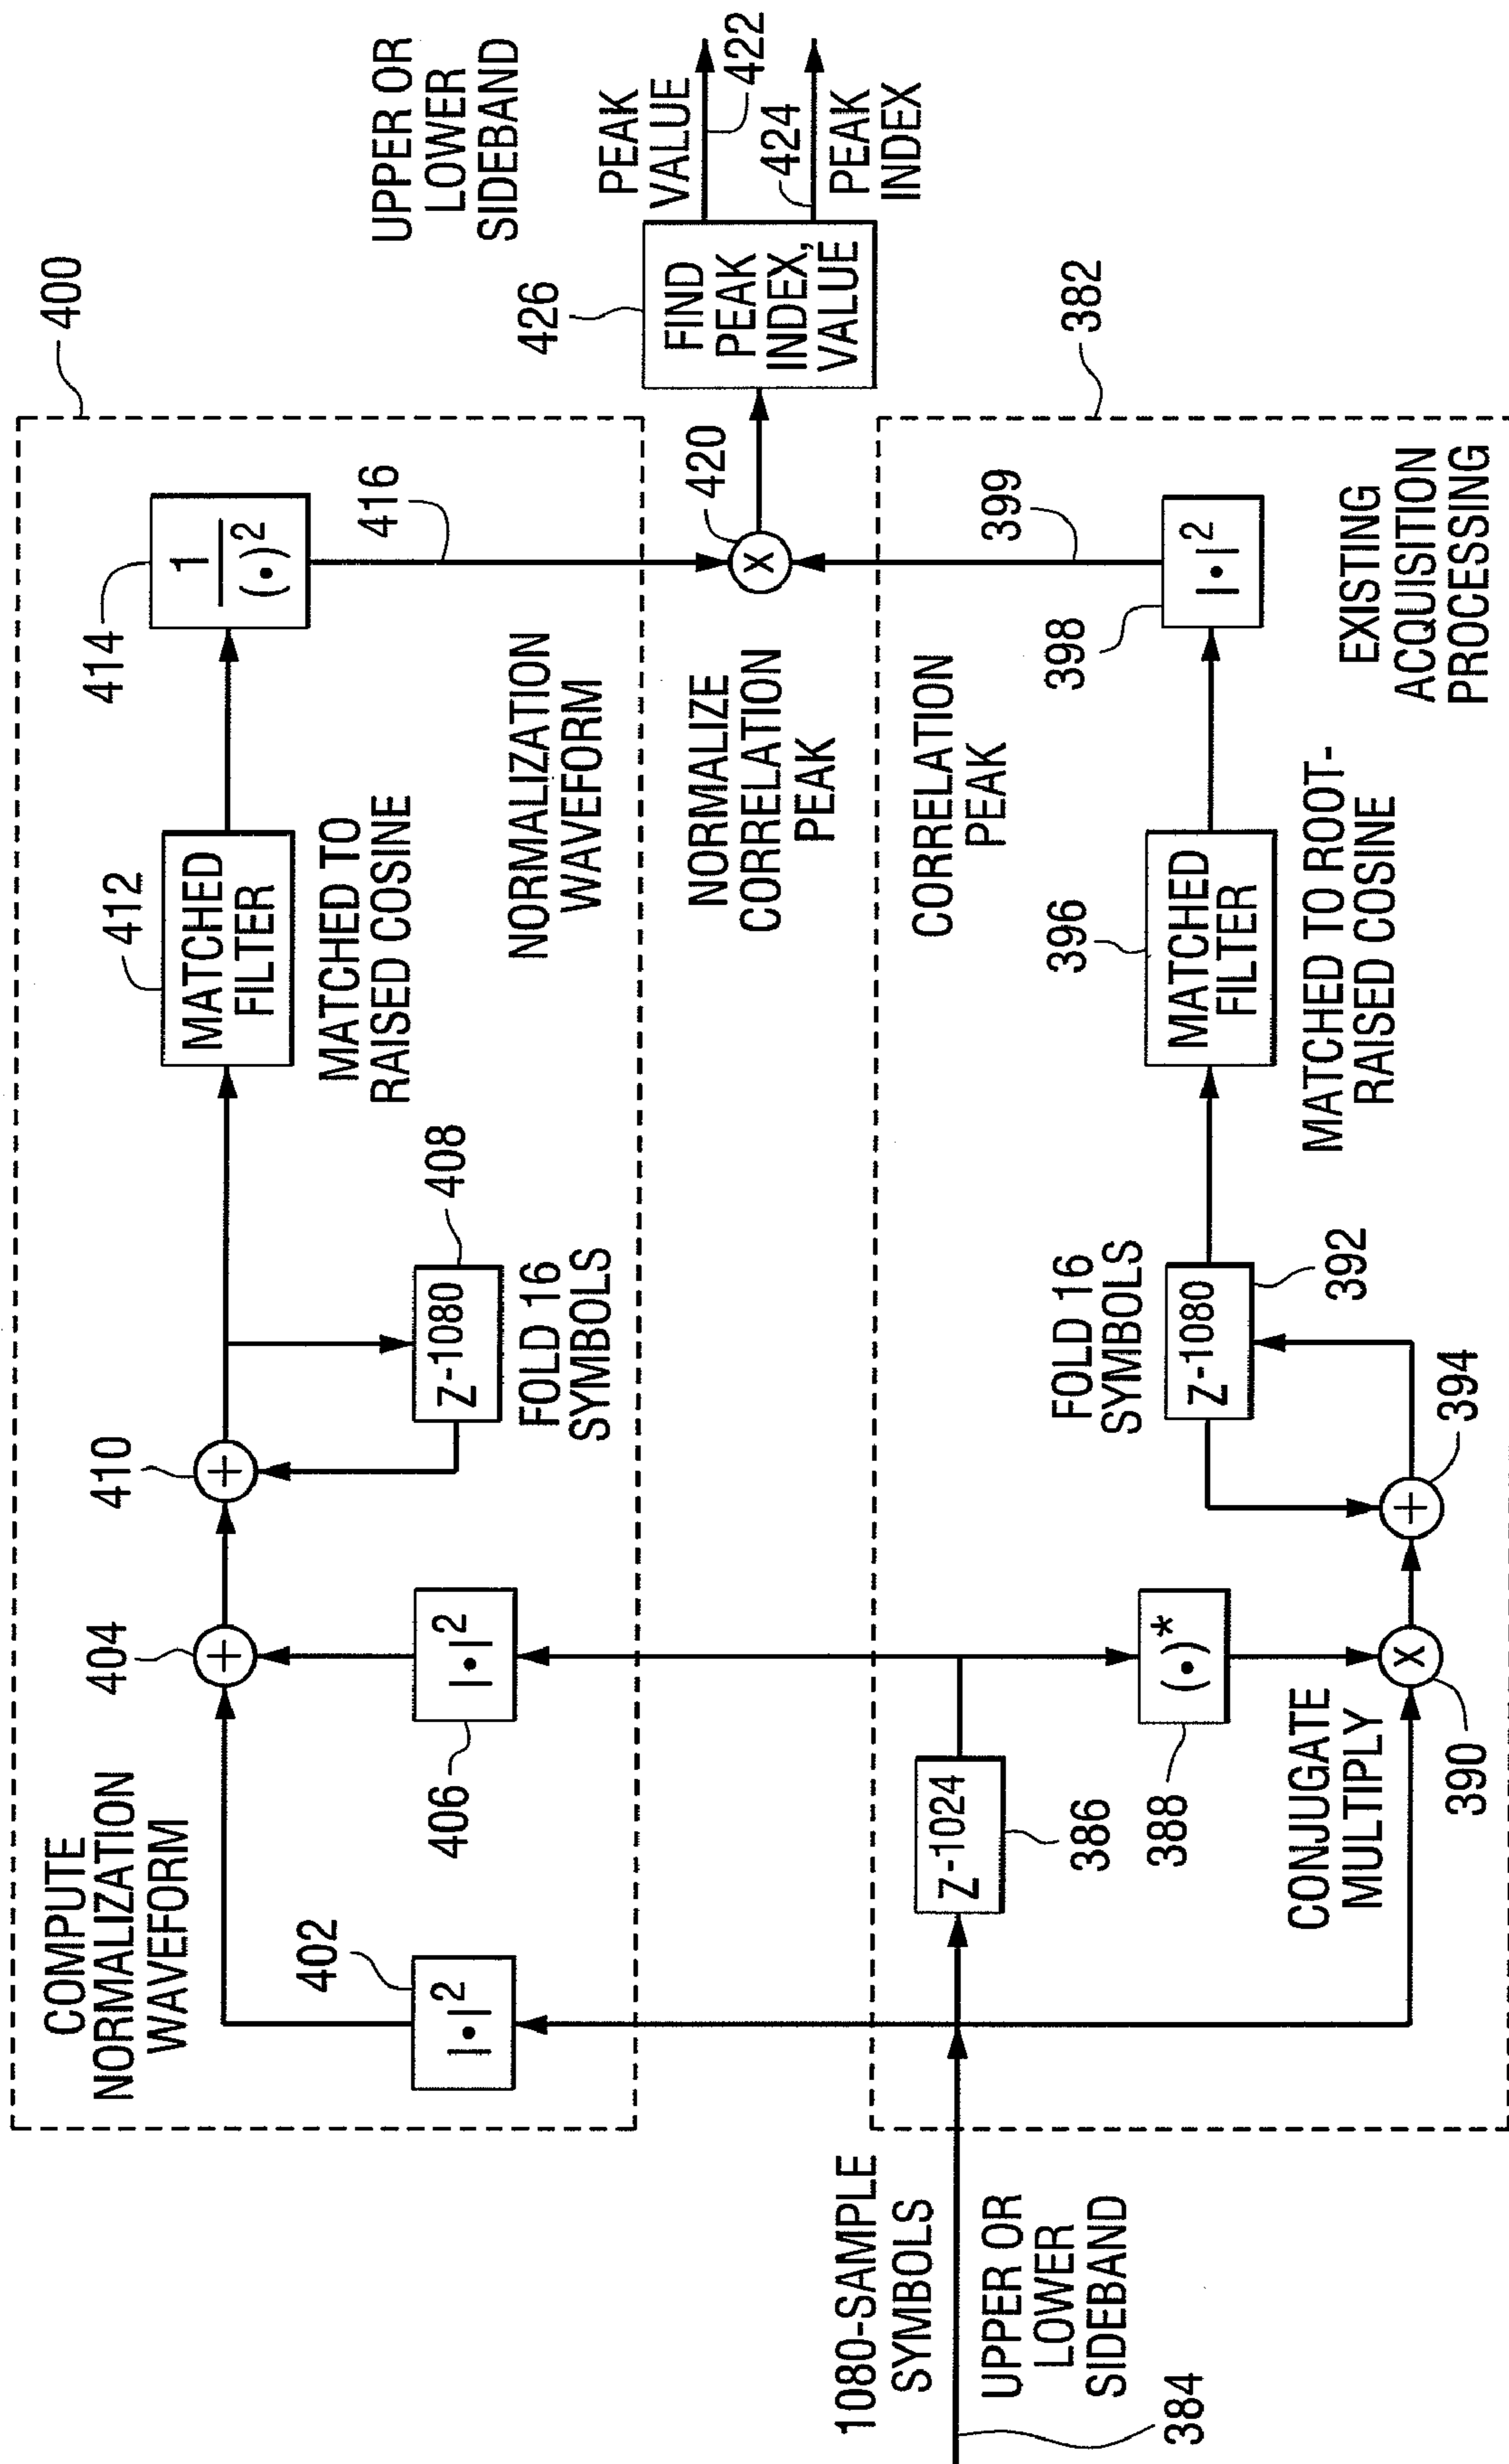 400
COMPUTE
NORMALIZATION
WAVEFORM
402
|•|²
404
+
406
|•|²
410
+
408
Z-1080
FOLD 16
SYMBOLS
412
MATCHED
FILTER
MATCHED TO
RAISED COSINE
414
1
(•)²
416
NORMALIZATION
WAVEFORM
NORMALIZE
CORRELATION
PEAK
420
X
426
FIND
PEAK
INDEX,
VALUE
UPPER OR
LOWER
SIDEBAND
PEAK
VALUE
422
424
PEAK
INDEX
1080-SAMPLE
SYMBOLS
UPPER OR
LOWER
SIDEBAND
384
Z-1024
386
388
(•)*
CONJUGATE
MULTIPLY
390
X
FOLD 16
SYMBOLS
Z-1080
392
394
+
396
MATCHED
FILTER
MATCHED TO ROOT-
RAISED COSINE
CORRELATION
PEAK
398
|•|²
399
EXISTING
ACQUISITION
PROCESSING
382